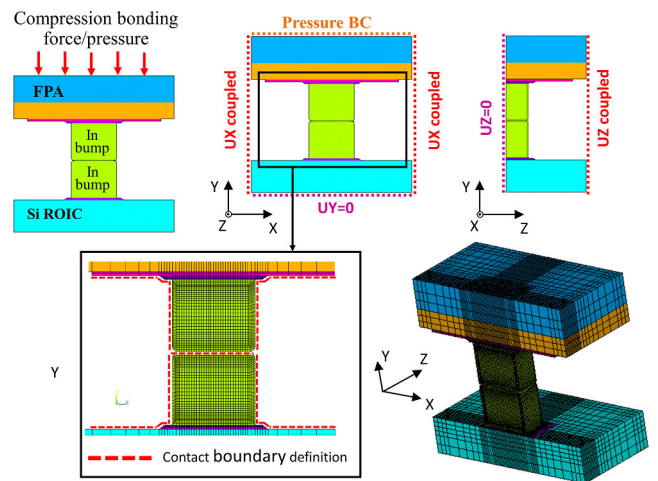 Compression bonding
force/pressure
FPA
In
bump
In
bump
Si ROIC
Pressure BC
UX coupled
UX coupled
UY=0
Y
Z
X
UZ=0
UZ coupled
Y
X
Z
Y
Contact boundary definition
Y
Z
X